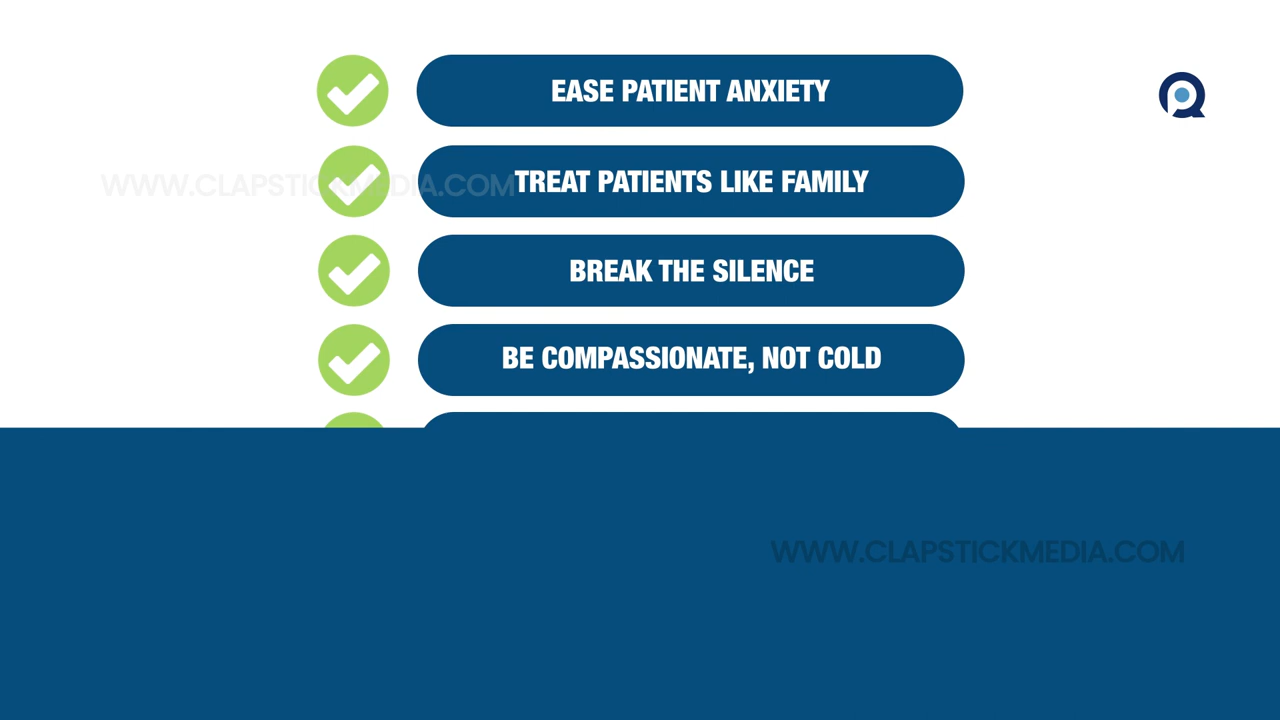 EASE PATIENT ANXIETY
WWW.CLAPSTICKMEDIA.COM
TREAT PATIENTS LIKE FAMILY
BREAK THE SILENCE
BE COMPASSIONATE, NOT COLD
WWW.CLAPSTICKMEDIA.COM